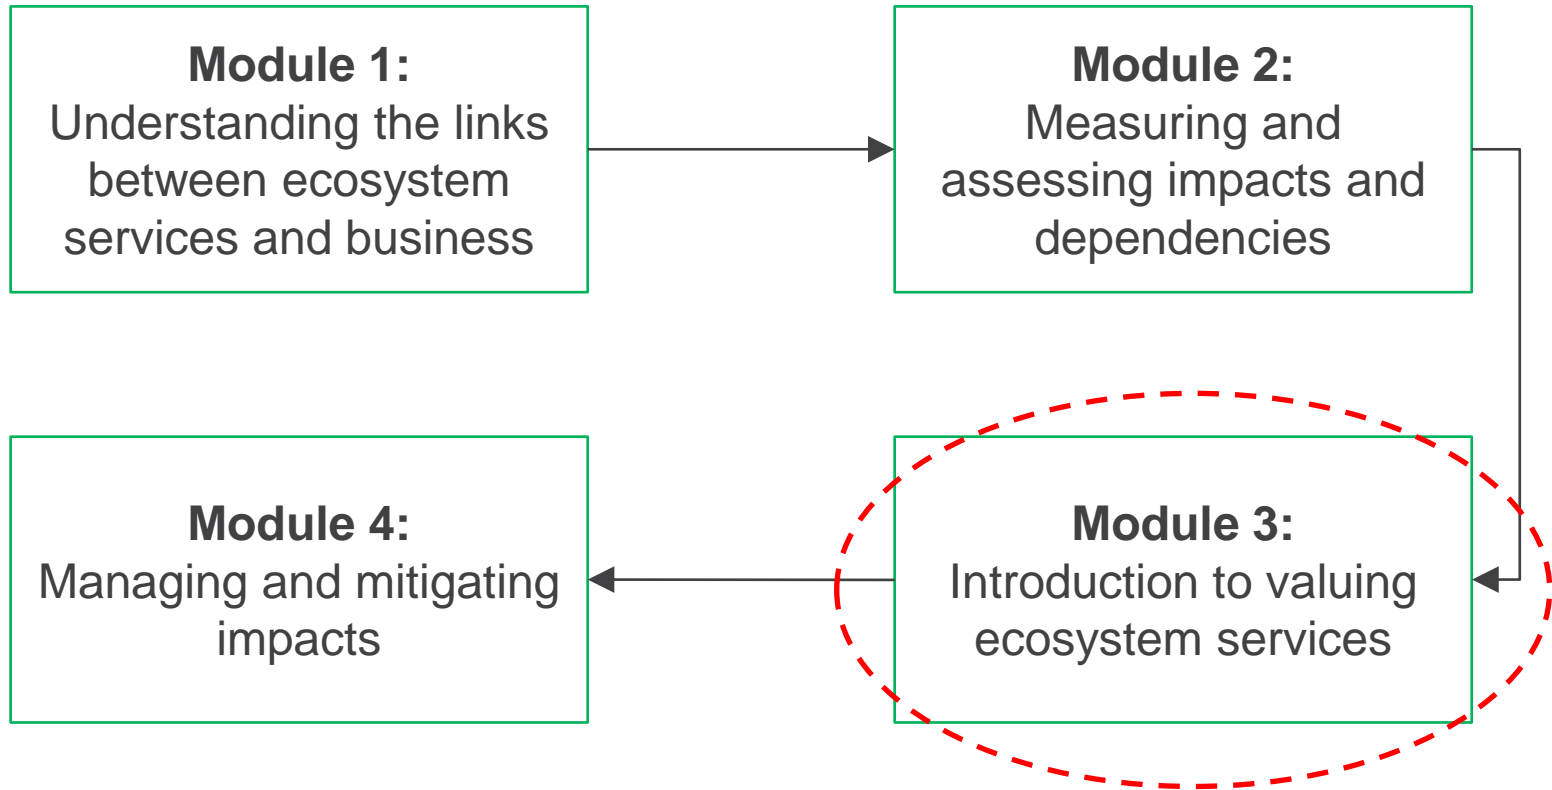 Module 1:
Understanding the links
between ecosystem
services and business
Module 2:
Measuring and
assessing impacts and
dependencies
Module 3:
Introduction to valuing
ecosystem services
Module 4:
Managing and mitigating
impacts